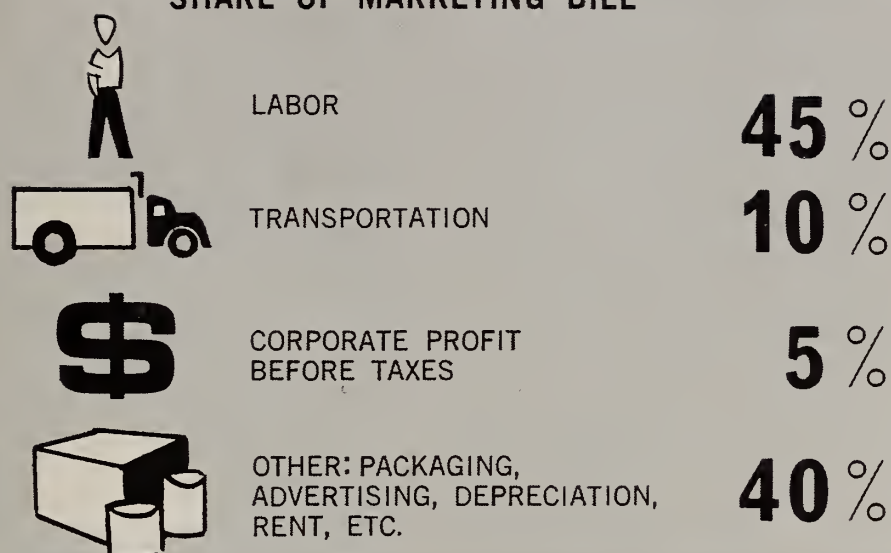 SHARE OF MARKETING BILL
LABOR
45 %
TRANSPORTATION
10 %
$
CORPORATE PROFIT
BEFORE TAXES
5 %
OTHER: PACKAGING,
ADVERTISING, DEPRECIATION,
RENT, ETC.
40 %